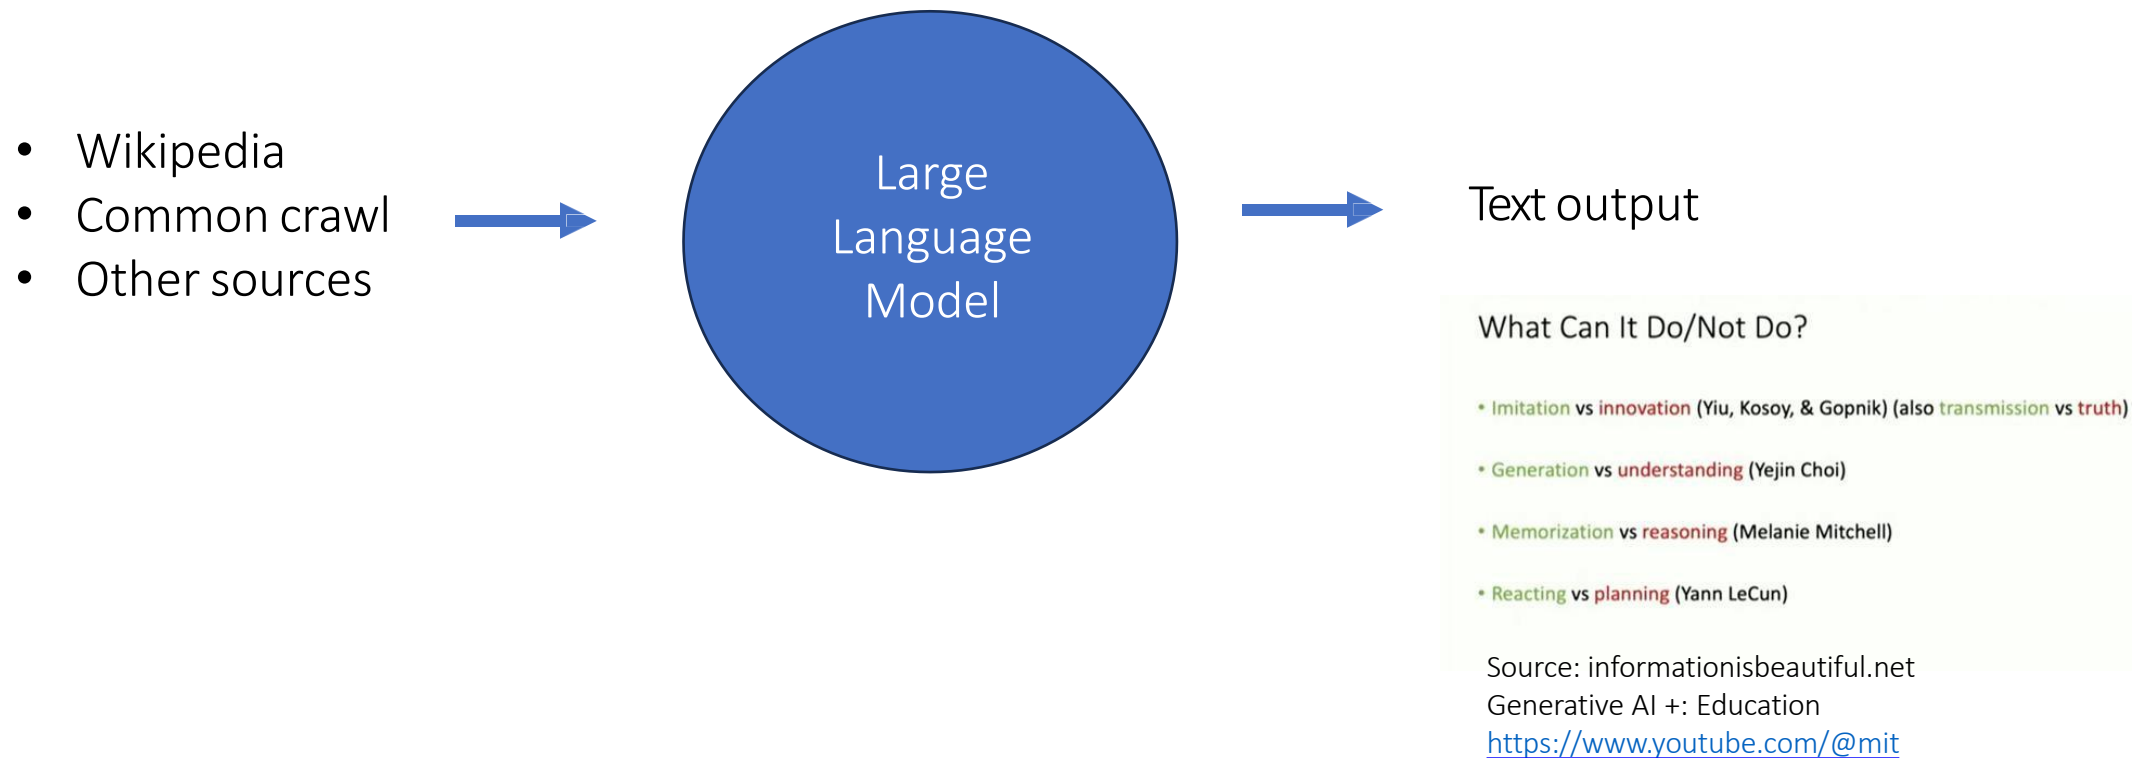 • Wikipedia
• Common crawl
• Other sources
Large
Language
Model
Text output
What Can It Do/Not Do?
• Imitation vs innovation (Yiu, Kosoy, & Gopnik) (also transmission vs truth)
• Generation vs understanding (Yejin Choi)
• Memorization vs reasoning (Melanie Mitchell)
• Reacting vs planning (Yann LeCun)
Source: informationisbeautiful.net
Generative AI +: Education
https://www.youtube.com/@mit